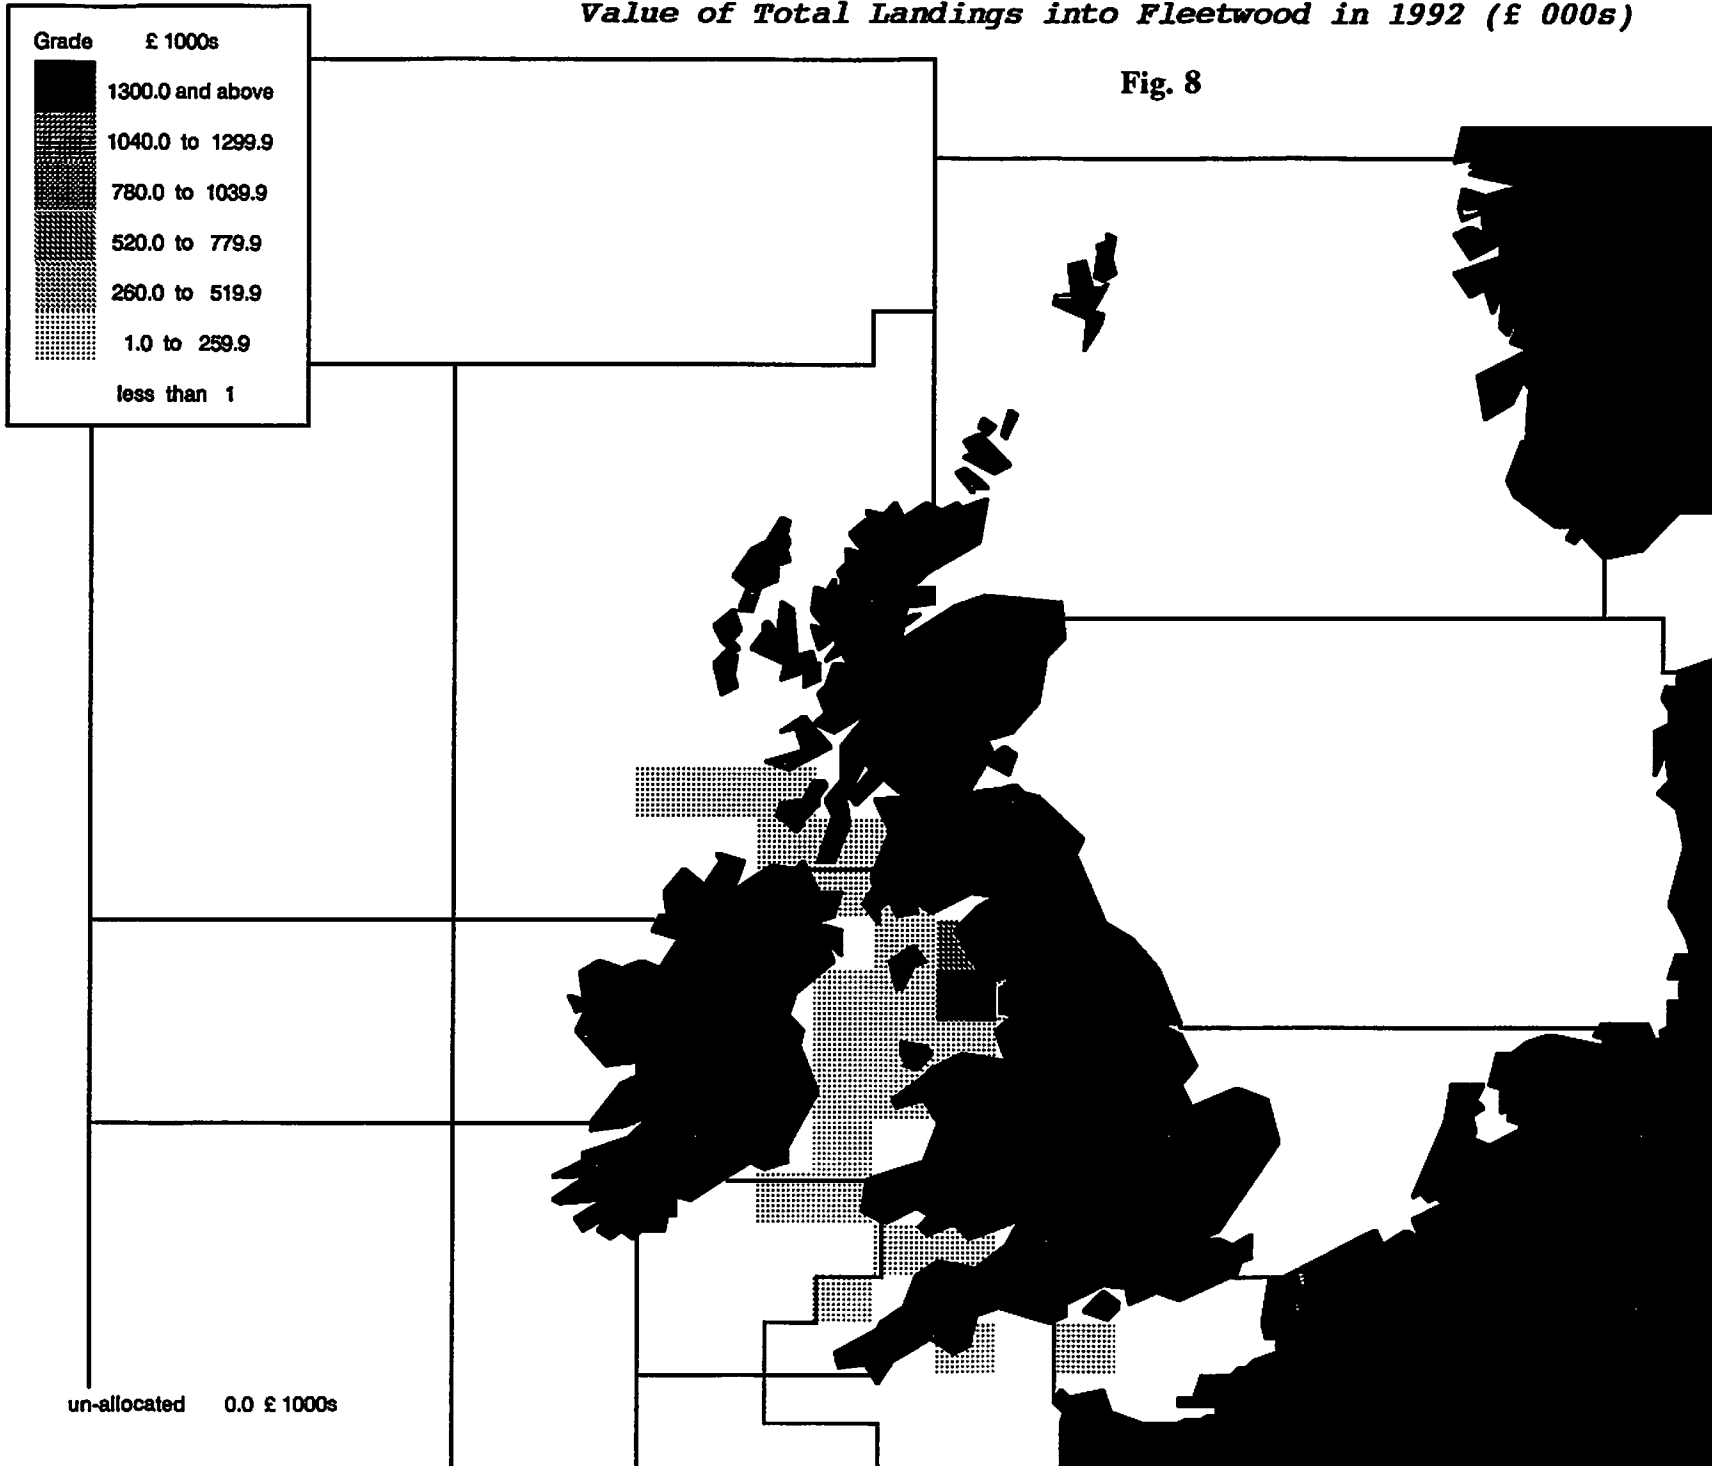 Value of Total Landings into Fleetwood in 1992 (£ 000s)
Fig. 8
Grade £ 1000s
1300.0 and above
1040.0 to 1299.9
780.0 to 1039.9
520.0 to 779.9
260.0 to 519.9
1.0 to 259.9
less than 1
un-allocated 0.0 £ 1000s